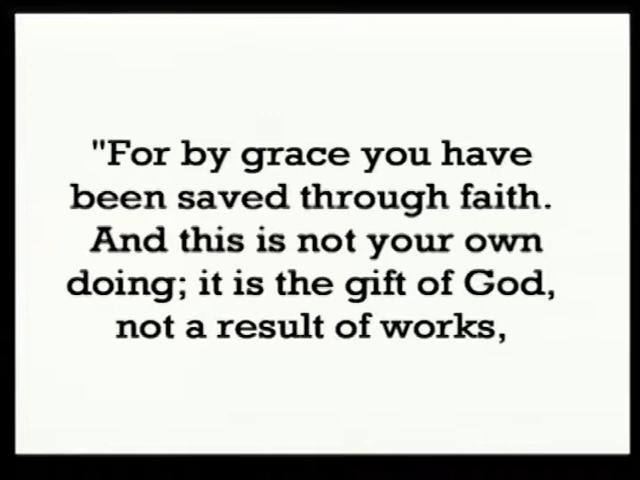 "For by grace you have
been saved through faith.
And this is not your own
doing; it is the gift of God,
not a result of works,